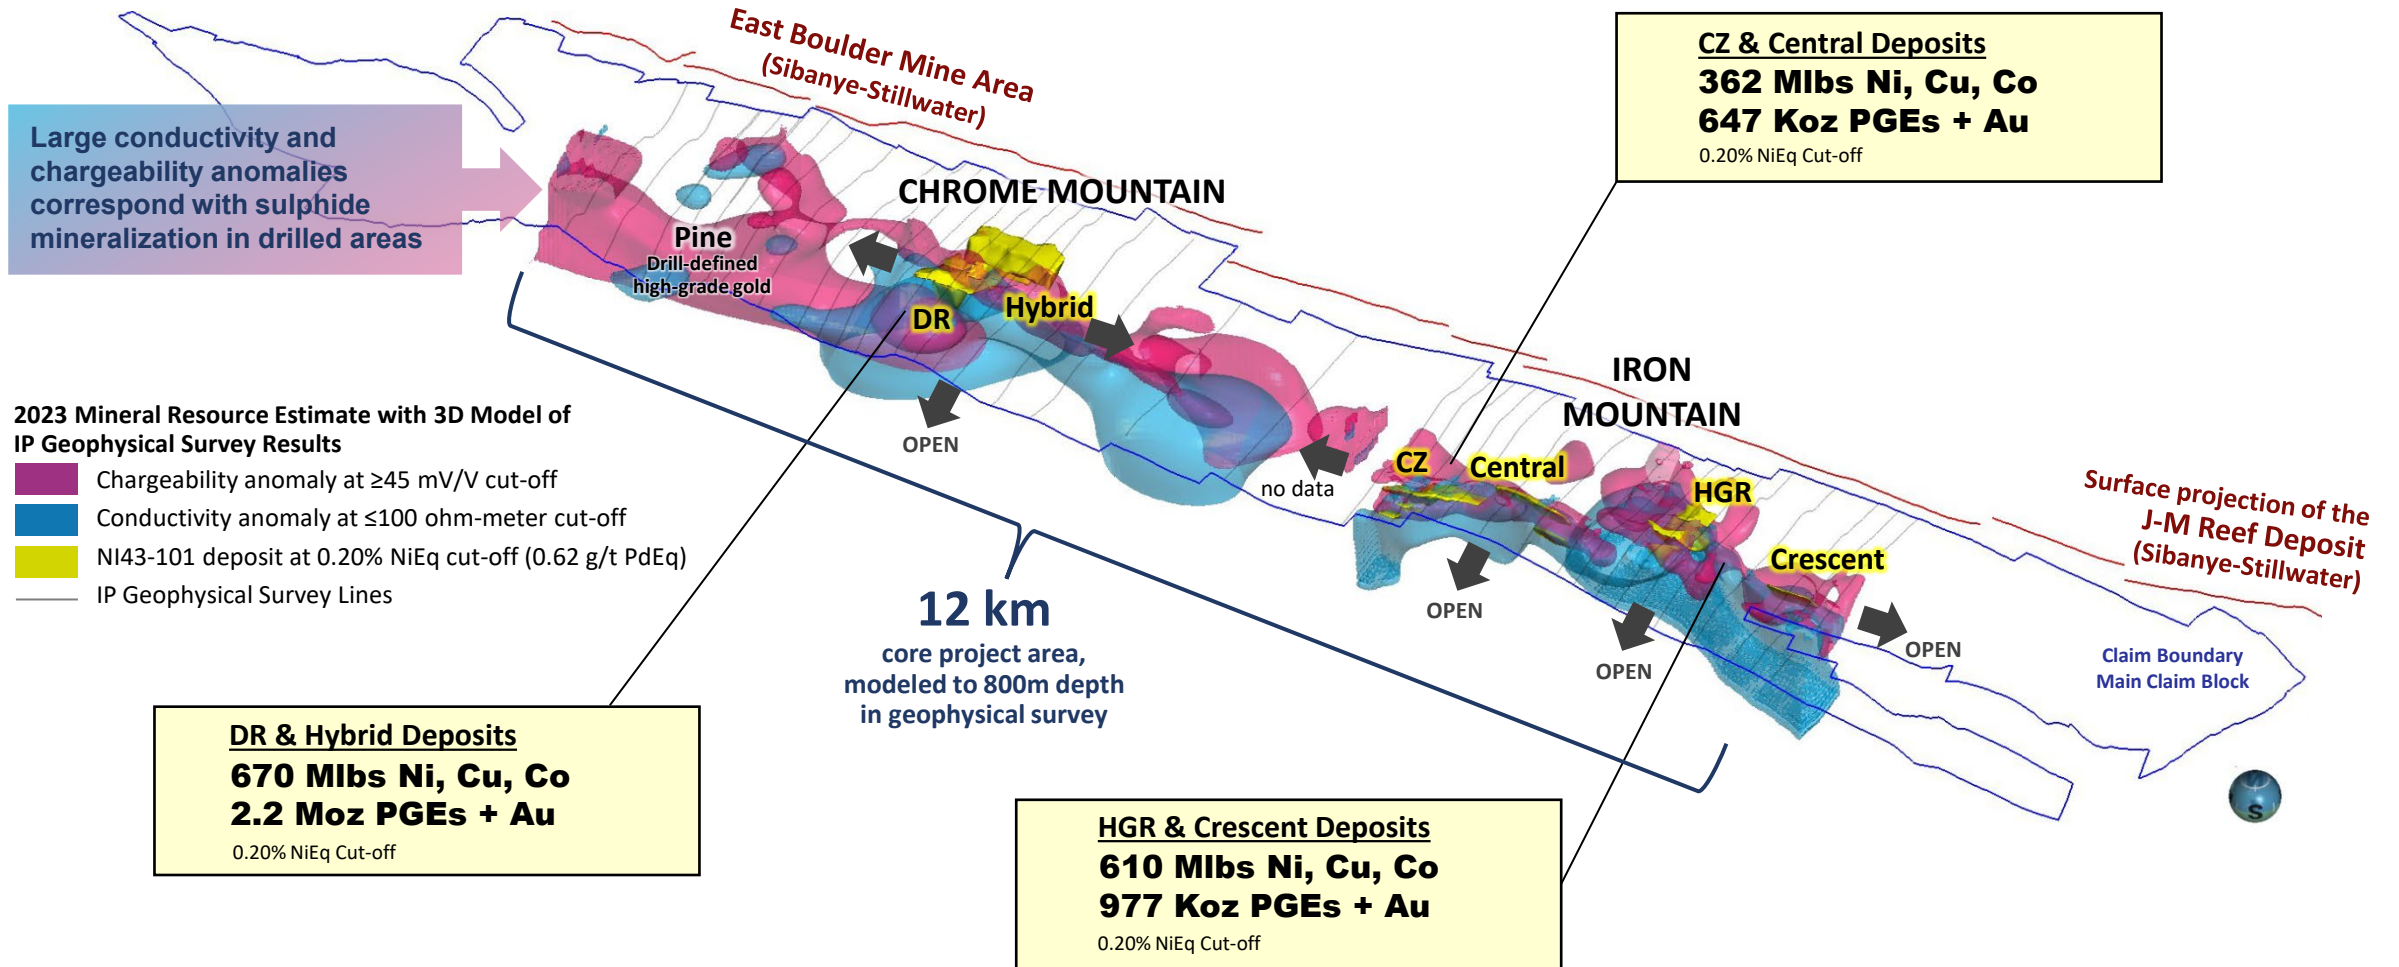 East Boulder Mine Area
(Sibanye-Stillwater)
CZ & Central Deposits
362 Mlbs Ni, Cu, Co
647 Koz PGEs + Au
0.20% NiEq Cut-off
Large conductivity and
chargeability anomalies
correspond with sulphide
mineralization in drilled areas
CHROME MOUNTAIN
Pine
Drill-defined
high-grade gold
DR
Hybrid
OPEN
IRON
MOUNTAIN
CZ
Central
no data
HGR
Crescent
OPEN
OPEN
OPEN
Surface projection of the
J-M Reef Deposit
(Sibanye-Stillwater)
Claim Boundary
Main Claim Block
2023 Mineral Resource Estimate with 3D Model of
IP Geophysical Survey Results
Chargeability anomaly at ≥45 mV/V cut-off
Conductivity anomaly at ≤100 ohm-meter cut-off
NI43-101 deposit at 0.20% NiEq cut-off (0.62 g/t PdEq)
IP Geophysical Survey Lines
12 km
core project area,
modeled to 800m depth
in geophysical survey
DR & Hybrid Deposits
670 Mlbs Ni, Cu, Co
2.2 Moz PGEs + Au
0.20% NiEq Cut-off
HGR & Crescent Deposits
610 Mlbs Ni, Cu, Co
977 Koz PGEs + Au
0.20% NiEq Cut-off
S